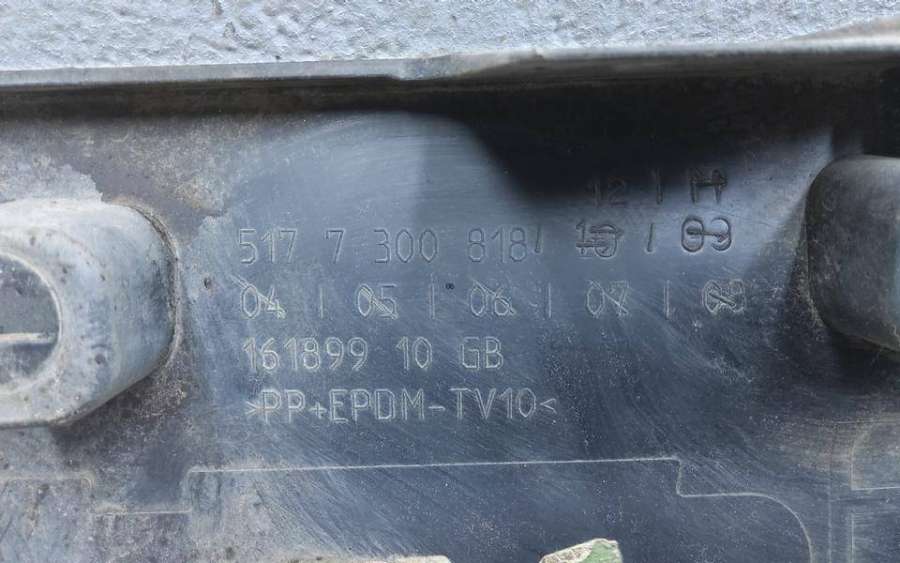 12 | 11
517 7 300 818 / 10 / 09
04 | 05 | 06 | 07 | 08
161899 10 GB
>PP+EPDM-TV10<